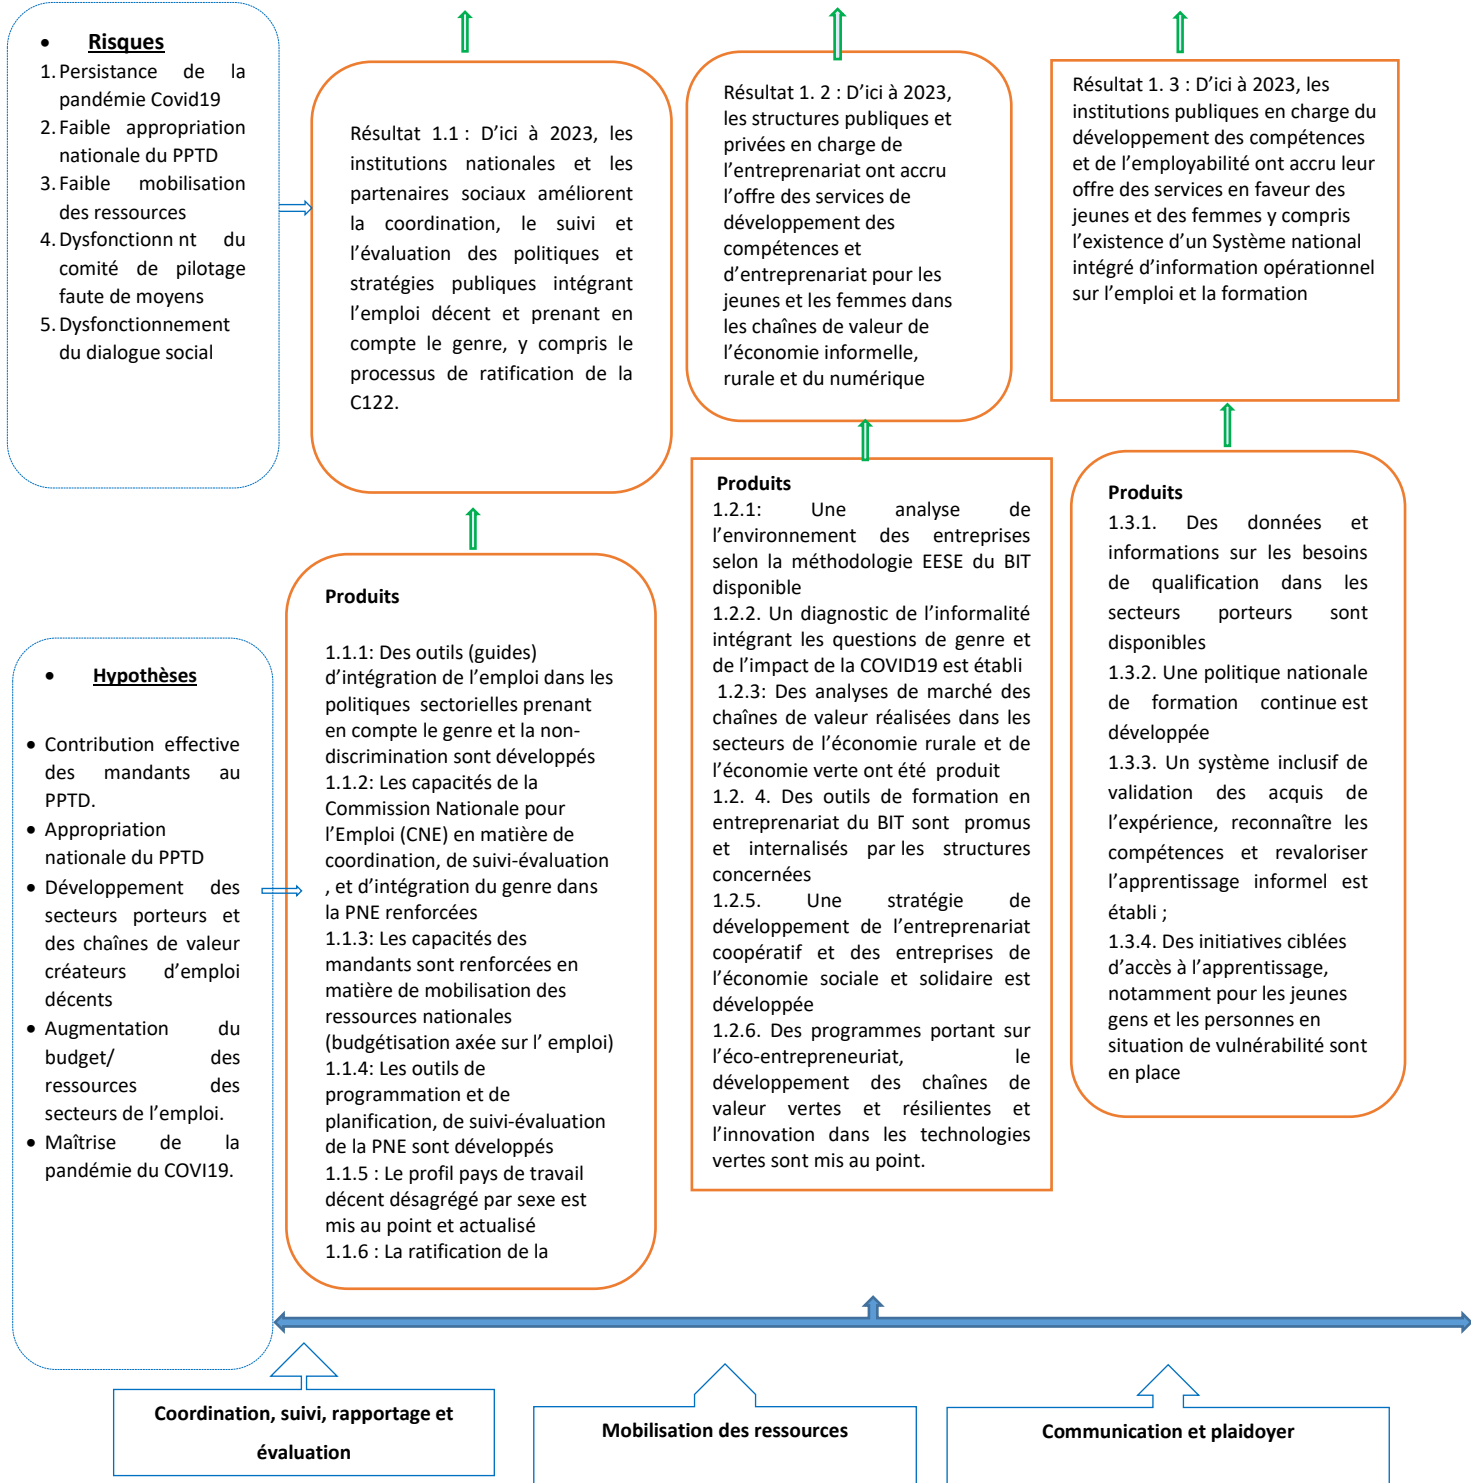 • Risques
1. Persistance de la
pandémie Covid19
2. Faible appropriation
nationale du PPTD
3. Faible mobilisation
des ressources
4. Dysfonctionn nt du
comité de pilotage
faute de moyens
5. Dysfonctionnement
du dialogue social
Résultat 1.1 : D’ici à 2023, les
institutions nationales et les
partenaires sociaux améliorent
la coordination, le suivi et
l’évaluation des politiques et
stratégies publiques intégrant
l’emploi décent et prenant en
compte le genre, y compris le
processus de ratification de la
C122.
Résultat 1. 2 : D’ici à 2023,
les structures publiques et
privées en charge de
l’entreprenariat ont accru
l’offre des services de
développement des
compétences et
d’entreprenariat pour les
jeunes et les femmes dans
les chaînes de valeur de
l’économie informelle,
rurale et du numérique
Résultat 1. 3 : D’ici à 2023, les
institutions publiques en charge du
développement des compétences
et de l’employabilité ont accru leur
offre des services en faveur des
jeunes et des femmes y compris
l’existence d’un Système national
intégré d’information opérationnel
sur l’emploi et la formation
• Hypothèses
• Contribution effective
des mandants au
PPTD.
• Appropriation
nationale du PPTD
• Développement des
secteurs porteurs et
des chaînes de valeur
créateurs d’emploi
décents
• Augmentation du
budget/ des
ressources des
secteurs de l’emploi.
• Maîtrise de la
pandémie du COVI19.
Produits
1.1.1: Des outils (guides)
d’intégration de l’emploi dans les
politiques sectorielles prenant
en compte le genre et la non-
discrimination sont développés
1.1.2: Les capacités de la
Commission Nationale pour
l’Emploi (CNE) en matière de
coordination, de suivi-évaluation
, et d’intégration du genre dans
la PNE renforcées
1.1.3: Les capacités des
mandants sont renforcées en
matière de mobilisation des
ressources nationales
(budgétisation axée sur l’ emploi)
1.1.4: Les outils de
programmation et de
planification, de suivi-évaluation
de la PNE sont développés
1.1.5 : Le profil pays de travail
décent désagrégé par sexe est
mis au point et actualisé
1.1.6 : La ratification de la
Produits
1.2.1: Une analyse de
l’environnement des entreprises
selon la méthodologie EESE du BIT
disponible
1.2.2. Un diagnostic de l’informalité
intégrant les questions de genre et
de l’impact de la COVID19 est établi
1.2.3: Des analyses de marché des
chaînes de valeur réalisées dans les
secteurs de l’économie rurale et de
l’économie verte ont été produit
1.2. 4. Des outils de formation en
entreprenariat du BIT sont promus
et internalisés par les structures
concernées
1.2.5. Une stratégie de
développement de l’entreprenariat
coopératif et des entreprises de
l’économie sociale et solidaire est
développée
1.2.6. Des programmes portant sur
l’éco-entrepreneuriat, le
développement des chaînes de
valeur vertes et résilientes et
l’innovation dans les technologies
vertes sont mis au point.
Produits
1.3.1. Des données et
informations sur les besoins
de qualification dans les
secteurs porteurs sont
disponibles
1.3.2. Une politique nationale
de formation continue est
développée
1.3.3. Un système inclusif de
validation des acquis de
l’expérience, reconnaître les
compétences et revaloriser
l’apprentissage informel est
établi ;
1.3.4. Des initiatives ciblées
d’accès à l’apprentissage,
notamment pour les jeunes
gens et les personnes en
situation de vulnérabilité sont
en place
Coordination, suivi, rapportage et
évaluation
Mobilisation des ressources
Communication et plaidoyer